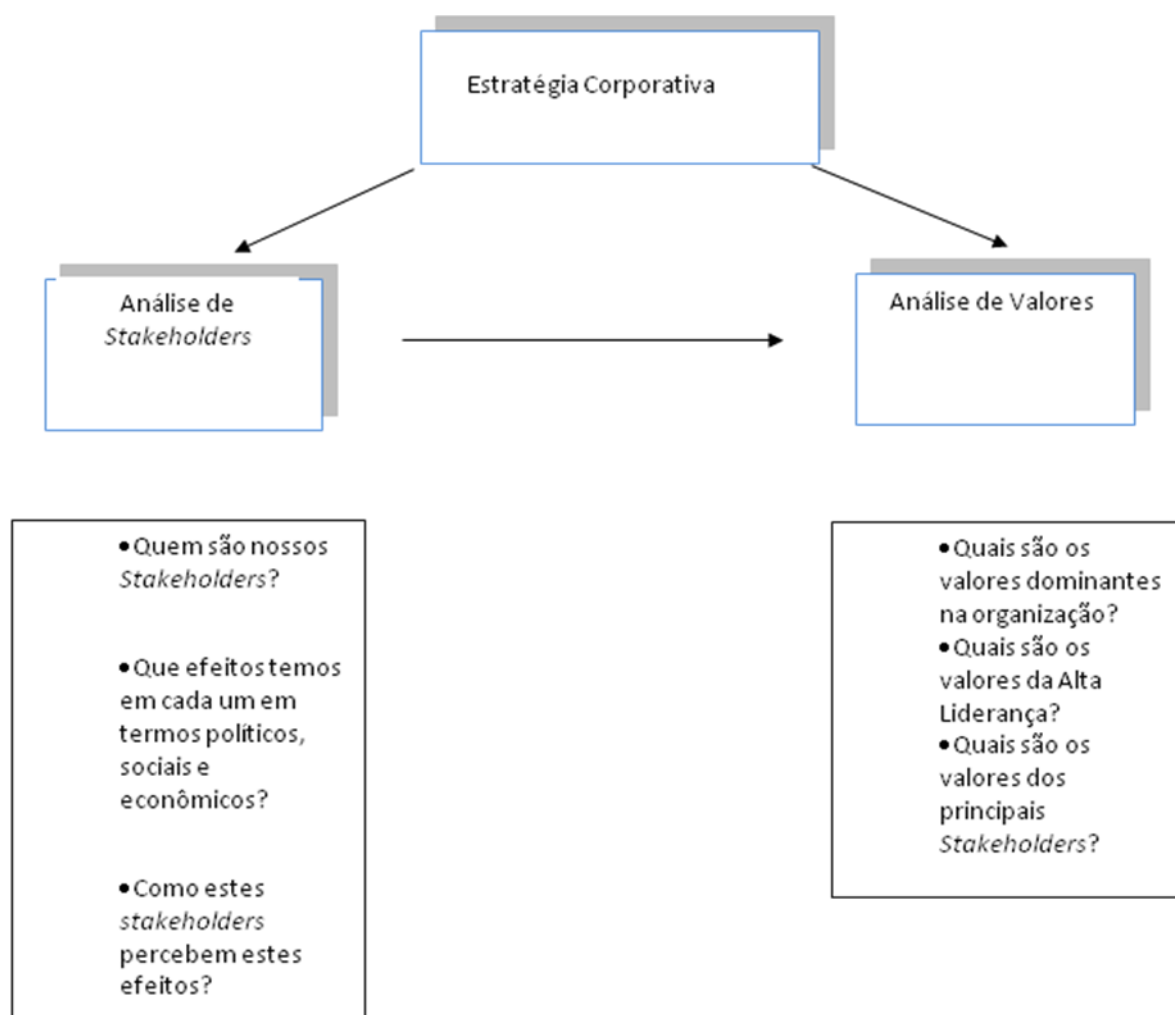 Estratégia Corporativa
Análise de
Stakeholders
Análise de Valores
•Quem são nossos
Stakeholders?
•Que efeitos temos
em cada um em
termos políticos,
sociais e
econômicos?
•Como estes
stakeholders
percebem estes
efeitos?
•Quais são os
valores dominantes
na organização?
•Quais são os
valores da Alta
Liderança?
•Quais são os
valores dos
principais
Stakeholders?